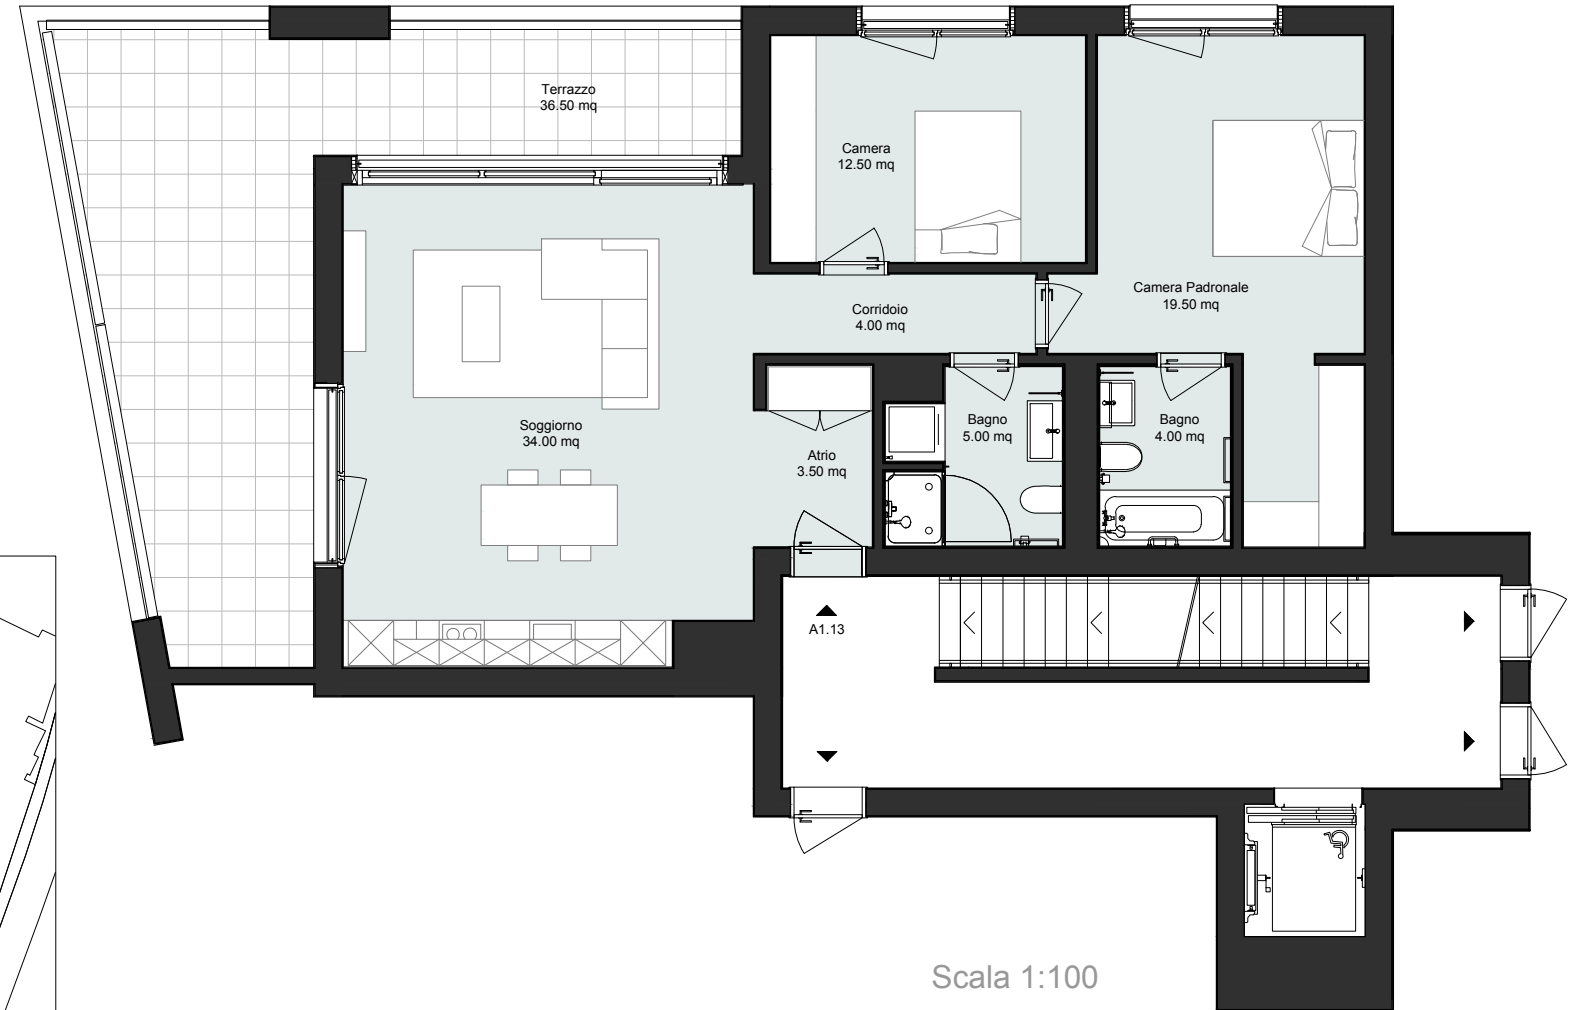 Terrazzo
36.50 mq
Camera
12.50 mq
Camera Padronale
19.50 mq
Corridoio
4.00 mq
Soggiorno
34.00 mq
Atrio
3.50 mq
Bagno
5.00 mq
Bagno
4.00 mq
A1.13
Scala 1:100